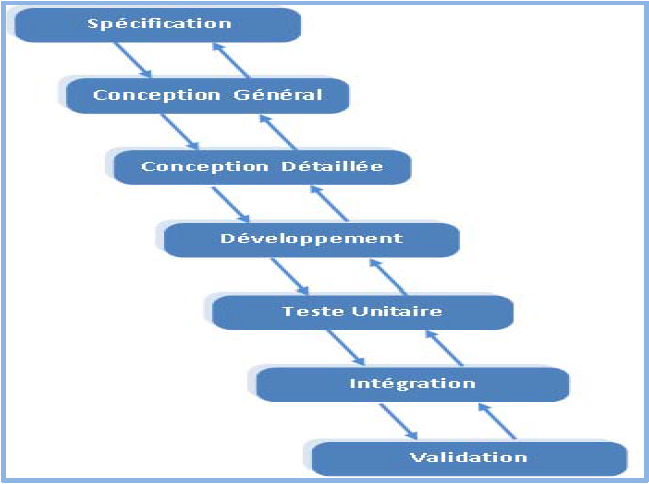 Spécification
Conception Général
Conception Détaillée
Développement
Teste Unitaire
Intégration
Validation